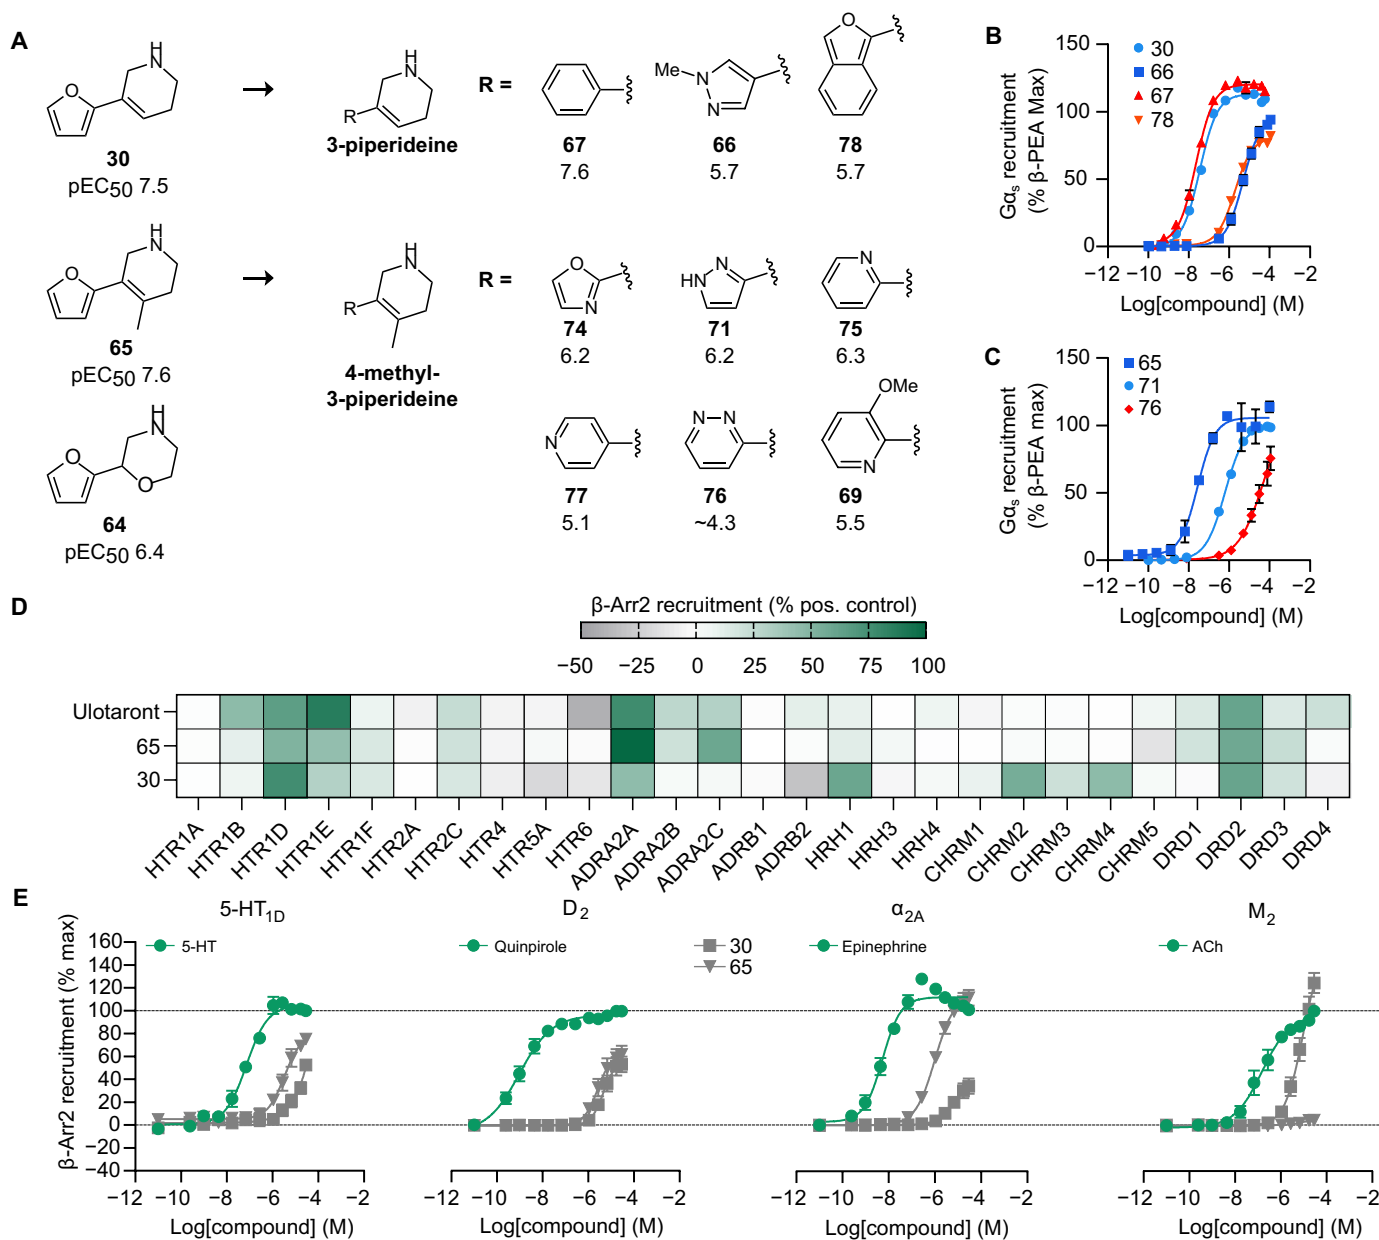 A
30
pEC50 7.5
3-piperideine
R =
67
7.6
66
5.7
78
5.7
Me
N
N
O
R
N
H
O
N
H
65
pEC50 7.6
4-methyl-
3-piperideine
R =
74
6.2
71
6.2
75
6.3
O
N
HN
N
N
R
N
H
O
N
H
64
pEC50 6.4
77
5.1
76
~4.3
69
5.5
N
N
N
OMe
N
O
O
N
H
B
150
100
50
0
Gαs recruitment
(% β-PEA Max)
30
66
67
78
−12 −10 −8 −6 −4 −2
Log[compound] (M)
C
150
100
50
0
Gαs recruitment
(% β-PEA max)
65
71
76
−12 −10 −8 −6 −4 −2
Log[compound] (M)
D
β-Arr2 recruitment (% pos. control)
−50 −25 0 25 50 75 100
Ulotaront
65
30
HTR1A HTR1B HTR1D HTR1E HTR1F HTR2A HTR2C HTR4 HTR5A HTR6 ADRA2A ADRA2B ADRA2C ADRB1 ADRB2 HRH1 HRH3 HRH4 CHRM1 CHRM2 CHRM3 CHRM4 CHRM5 DRD1 DRD2 DRD3 DRD4
E
β-Arr2 recruitment (% max)
160
140
120
100
80
60
40
20
0
−20
−40
5-HT1D
5-HT
−12 −10 −8 −6 −4 −2
Log[compound] (M)
D2
Quinpirole
30
65
−12 −10 −8 −6 −4 −2
Log[compound] (M)
α2A
Epinephrine
−12 −10 −8 −6 −4 −2
Log[compound] (M)
M2
ACh
−12 −10 −8 −6 −4 −2
Log[compound] (M)